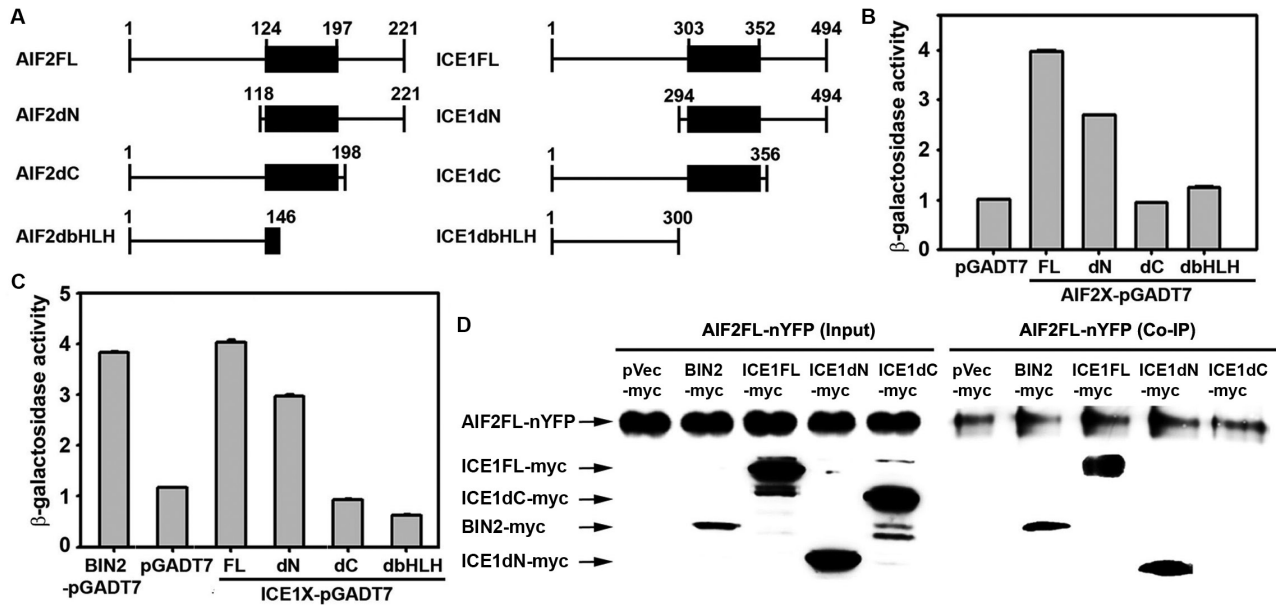 A
1 124 197 221
AIF2FL
118 221
AIF2dN
1 198
AIF2dC
1 146
AIF2dbHLH
1 303 352 494
ICE1FL
294 494
ICE1dN
1 356
ICE1dC
1 300
ICE1dbHLH
B
β-galactosidase activity
4
3
2
1
0
pGADT7 FL dN dC dbHLH
AIF2X-pGADT7
C
β-galactosidase activity
5
4
3
2
1
0
BIN2 pGADT7 FL dN dC dbHLH
-pGADT7
ICE1X-pGADT7
D
AIF2FL-nYFP (Input) AIF2FL-nYFP (Co-IP)
pVec BIN2 ICE1FL ICE1dN ICE1dC pVec BIN2 ICE1FL ICE1dN ICE1dC
-myc -myc -myc -myc -myc -myc -myc -myc -myc -myc
AIF2FL-nYFP
ICE1FL-myc
ICE1dC-myc
BIN2-myc
ICE1dN-myc